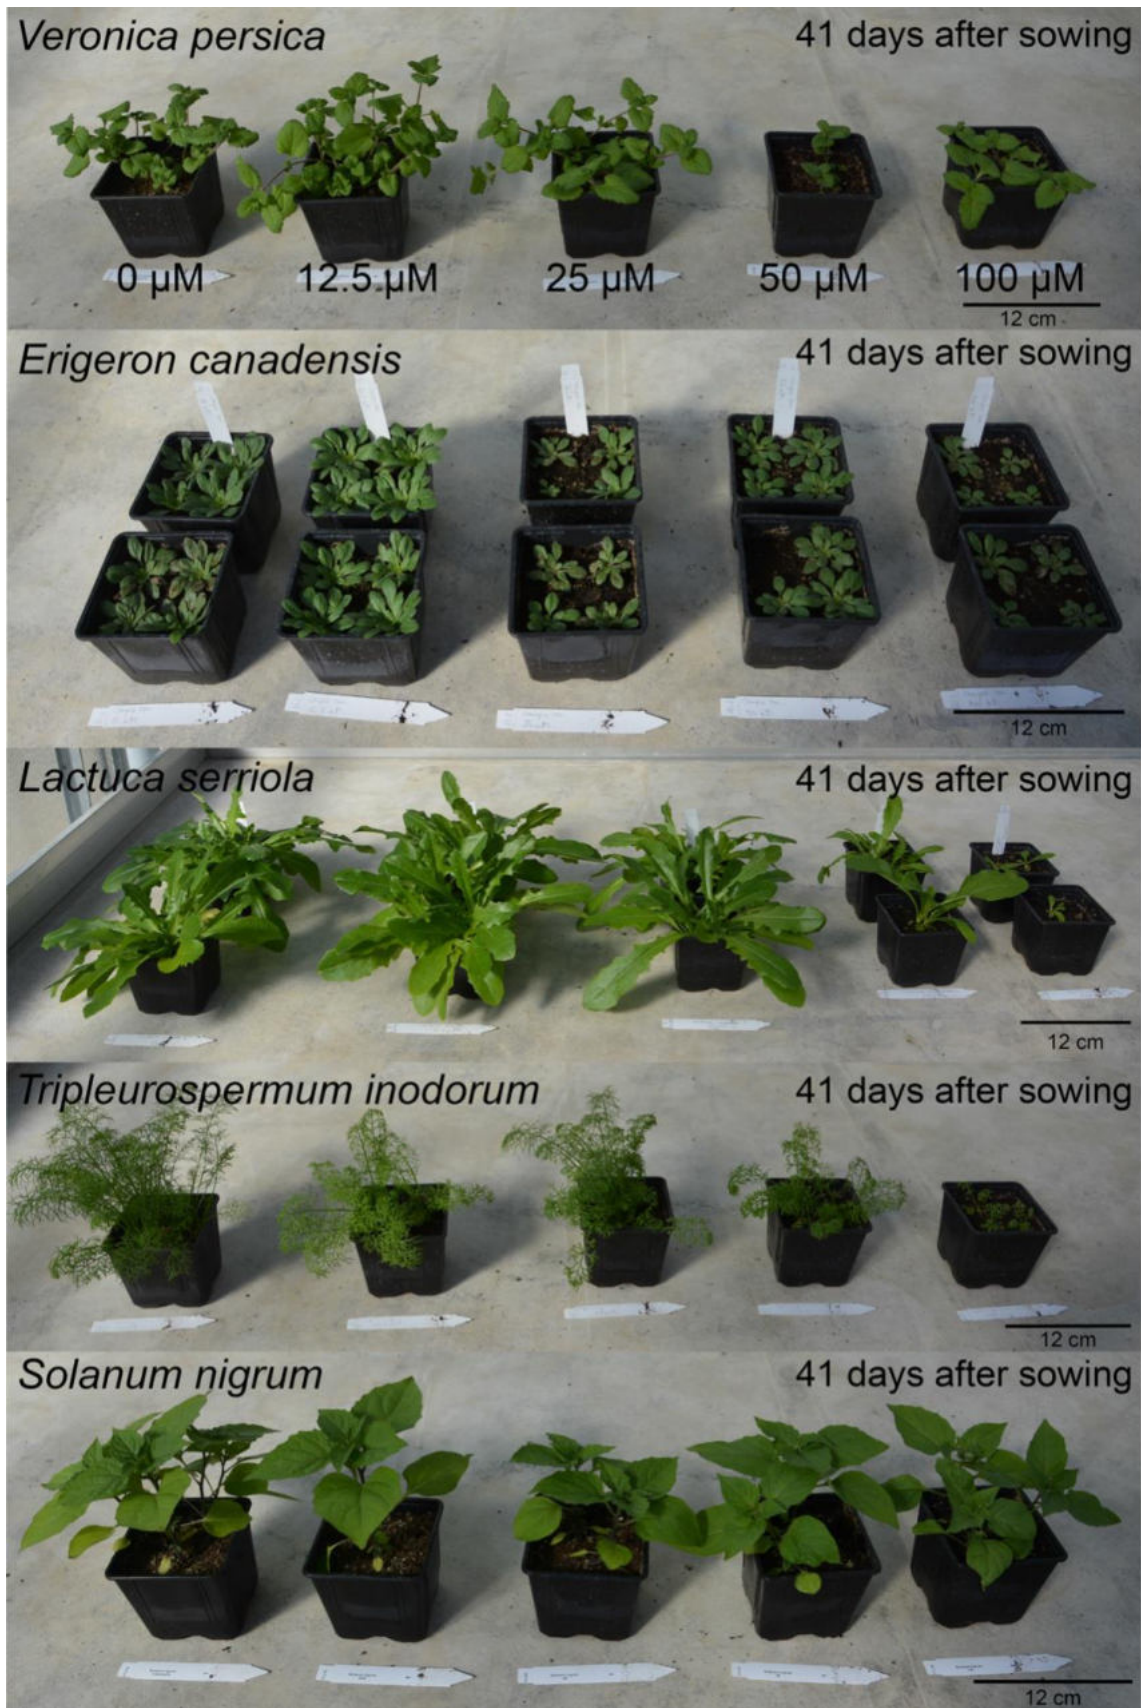 Veronica persica 41 days after sowing
0 µM 12.5 µM 25 µM 50 µM 100 µM
12 cm
Erigeron canadensis 41 days after sowing
12 cm
Lactuca serriola 41 days after sowing
12 cm
Tripleurospermum inodorum 41 days after sowing
12 cm
Solanum nigrum 41 days after sowing
12 cm